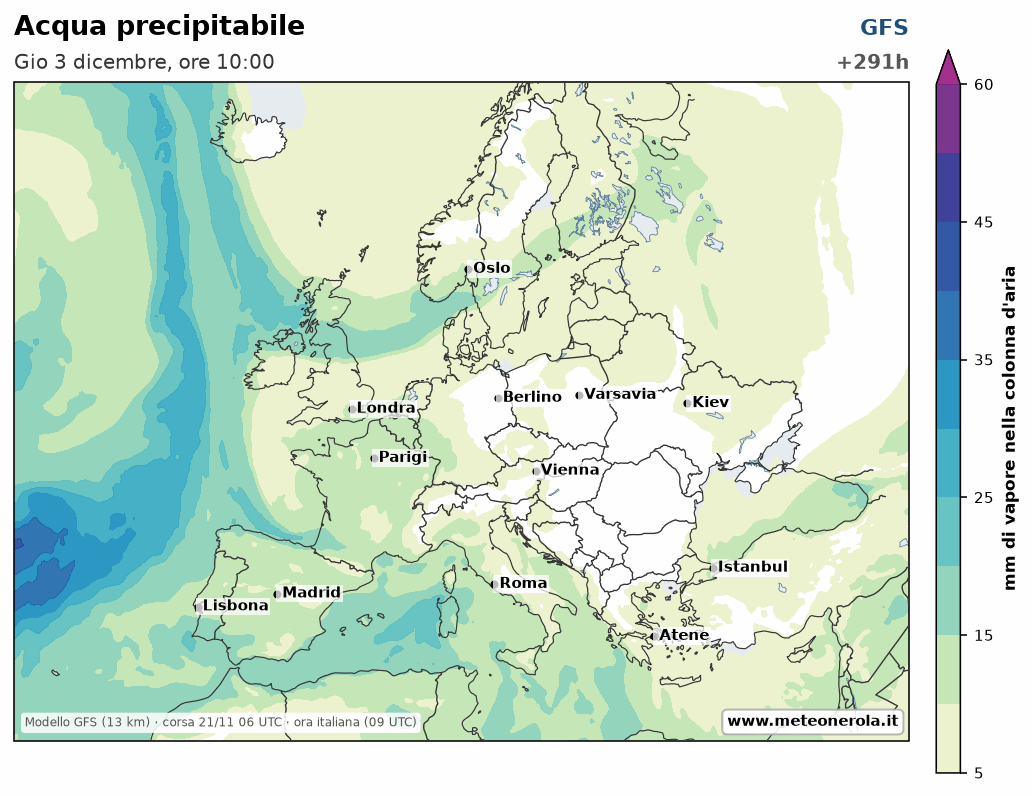 Acqua precipitabile
GFS
Gio 3 dicembre, ore 10:00
+291h
60
45
35
25
15
5
mm di vapore nella colonna d'aria
Oslo
Berlino
Varsavia
Kiev
Londra
Parigi
Vienna
Istanbul
Roma
Madrid
Lisbona
Atene
Modello GFS (13 km) · corsa 21/11 06 UTC · ora italiana (09 UTC)
www.meteonerola.it